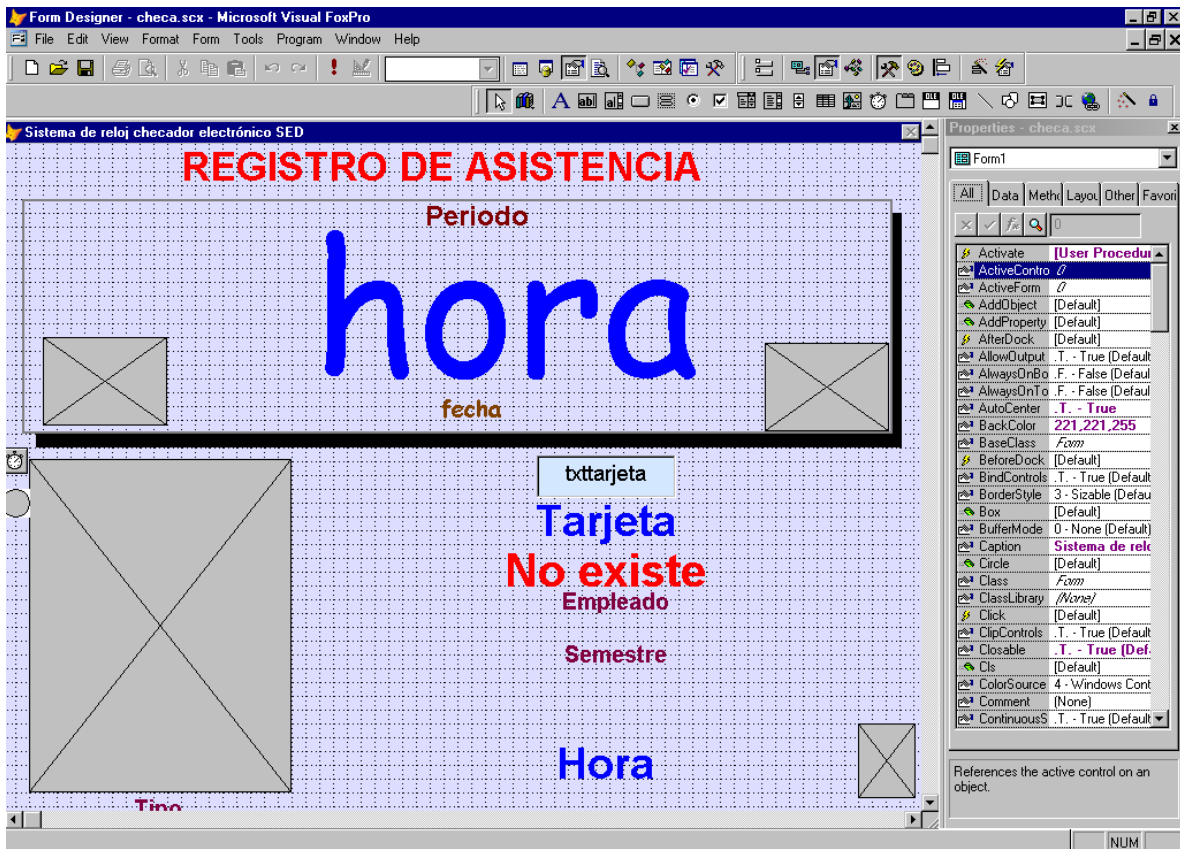 Form Designer - checa.scx - Microsoft Visual FoxPro
File Edit View Format Form Tools Program Window Help
Sistema de reloj checador electrónico SED
REGISTRO DE ASISTENCIA
Periodo
hora
fecha
txttarjeta
Tarjeta
No existe
Empleado
Semestre
Hora
Tipo
Properties - checa.scx
Form1
All Data Meth Layou Other Favori
0
Activate [User Procedur
ActiveContro 0
ActiveForm 0
AddObject [Default]
AddProperty [Default]
AfterDock [Default]
AllowOutput .T. - True (Default
AlwaysOnBo .F. - False (Defaul
AlwaysOnTo .F. - False (Defaul
AutoCenter .T. - True
BackColor 221,221,255
BaseClass Form
BeforeDock [Default]
BindControls .T. - True (Default
BorderStyle 3 - Sizable (Defau
Box [Default]
BufferMode 0 - None (Default)
Caption Sistema de relo
Circle [Default]
Class Form
ClassLibrary (None)
Click [Default]
ClipControls .T. - True (Default
Closable .T. - True (Def
Cls [Default]
ColorSource 4 - Windows Cont
Comment (None)
ContinuousS .T. - True (Default
References the active control on an
object.
NUM